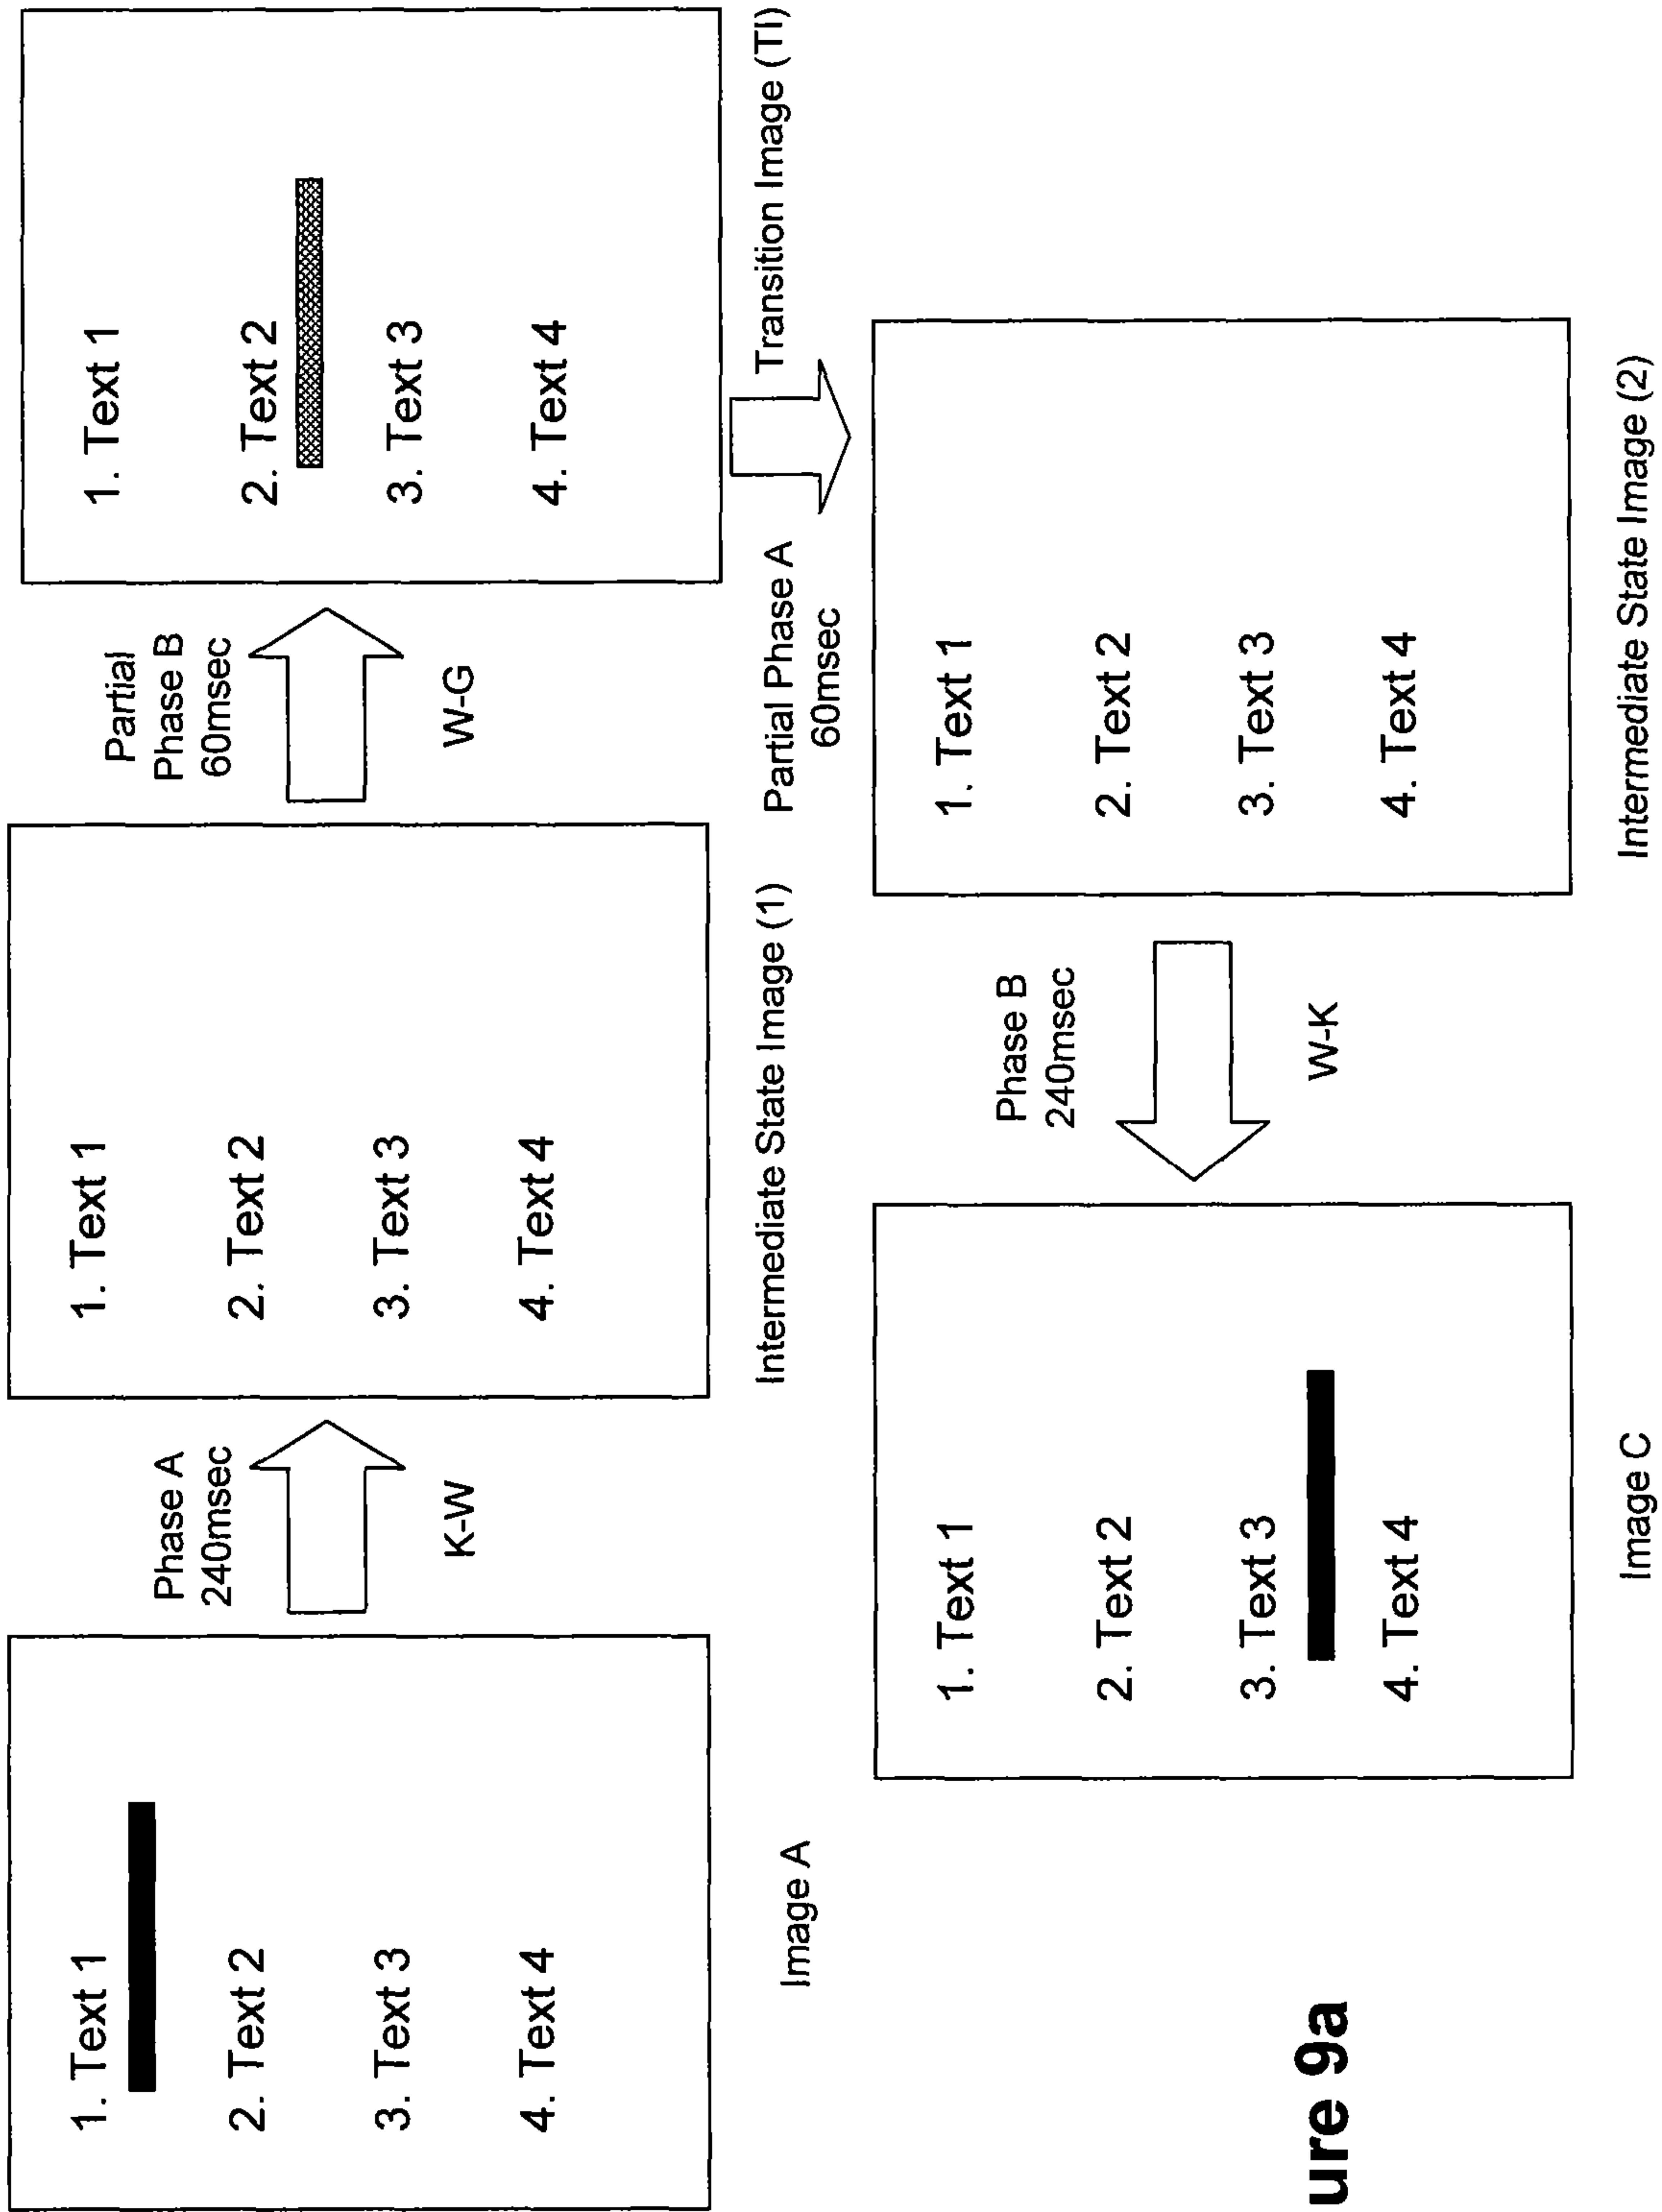 1. Text 1
2. Text 2
3. Text 3
4. Text 4
Image A
Phase A
240msec
K-W
1. Text 1
2. Text 2
3. Text 3
4. Text 4
Intermediate State Image (1)
Partial
Phase B
60msec
W-G
1. Text 1
2. Text 2
3. Text 3
4. Text 4
Transition Image (TI)
Partial Phase A
60msec
1. Text 1
2. Text 2
3. Text 3
4. Text 4
Intermediate State Image (2)
Phase B
240msec
W-K
1. Text 1
2. Text 2
3. Text 3
4. Text 4
Image C
ure 9a